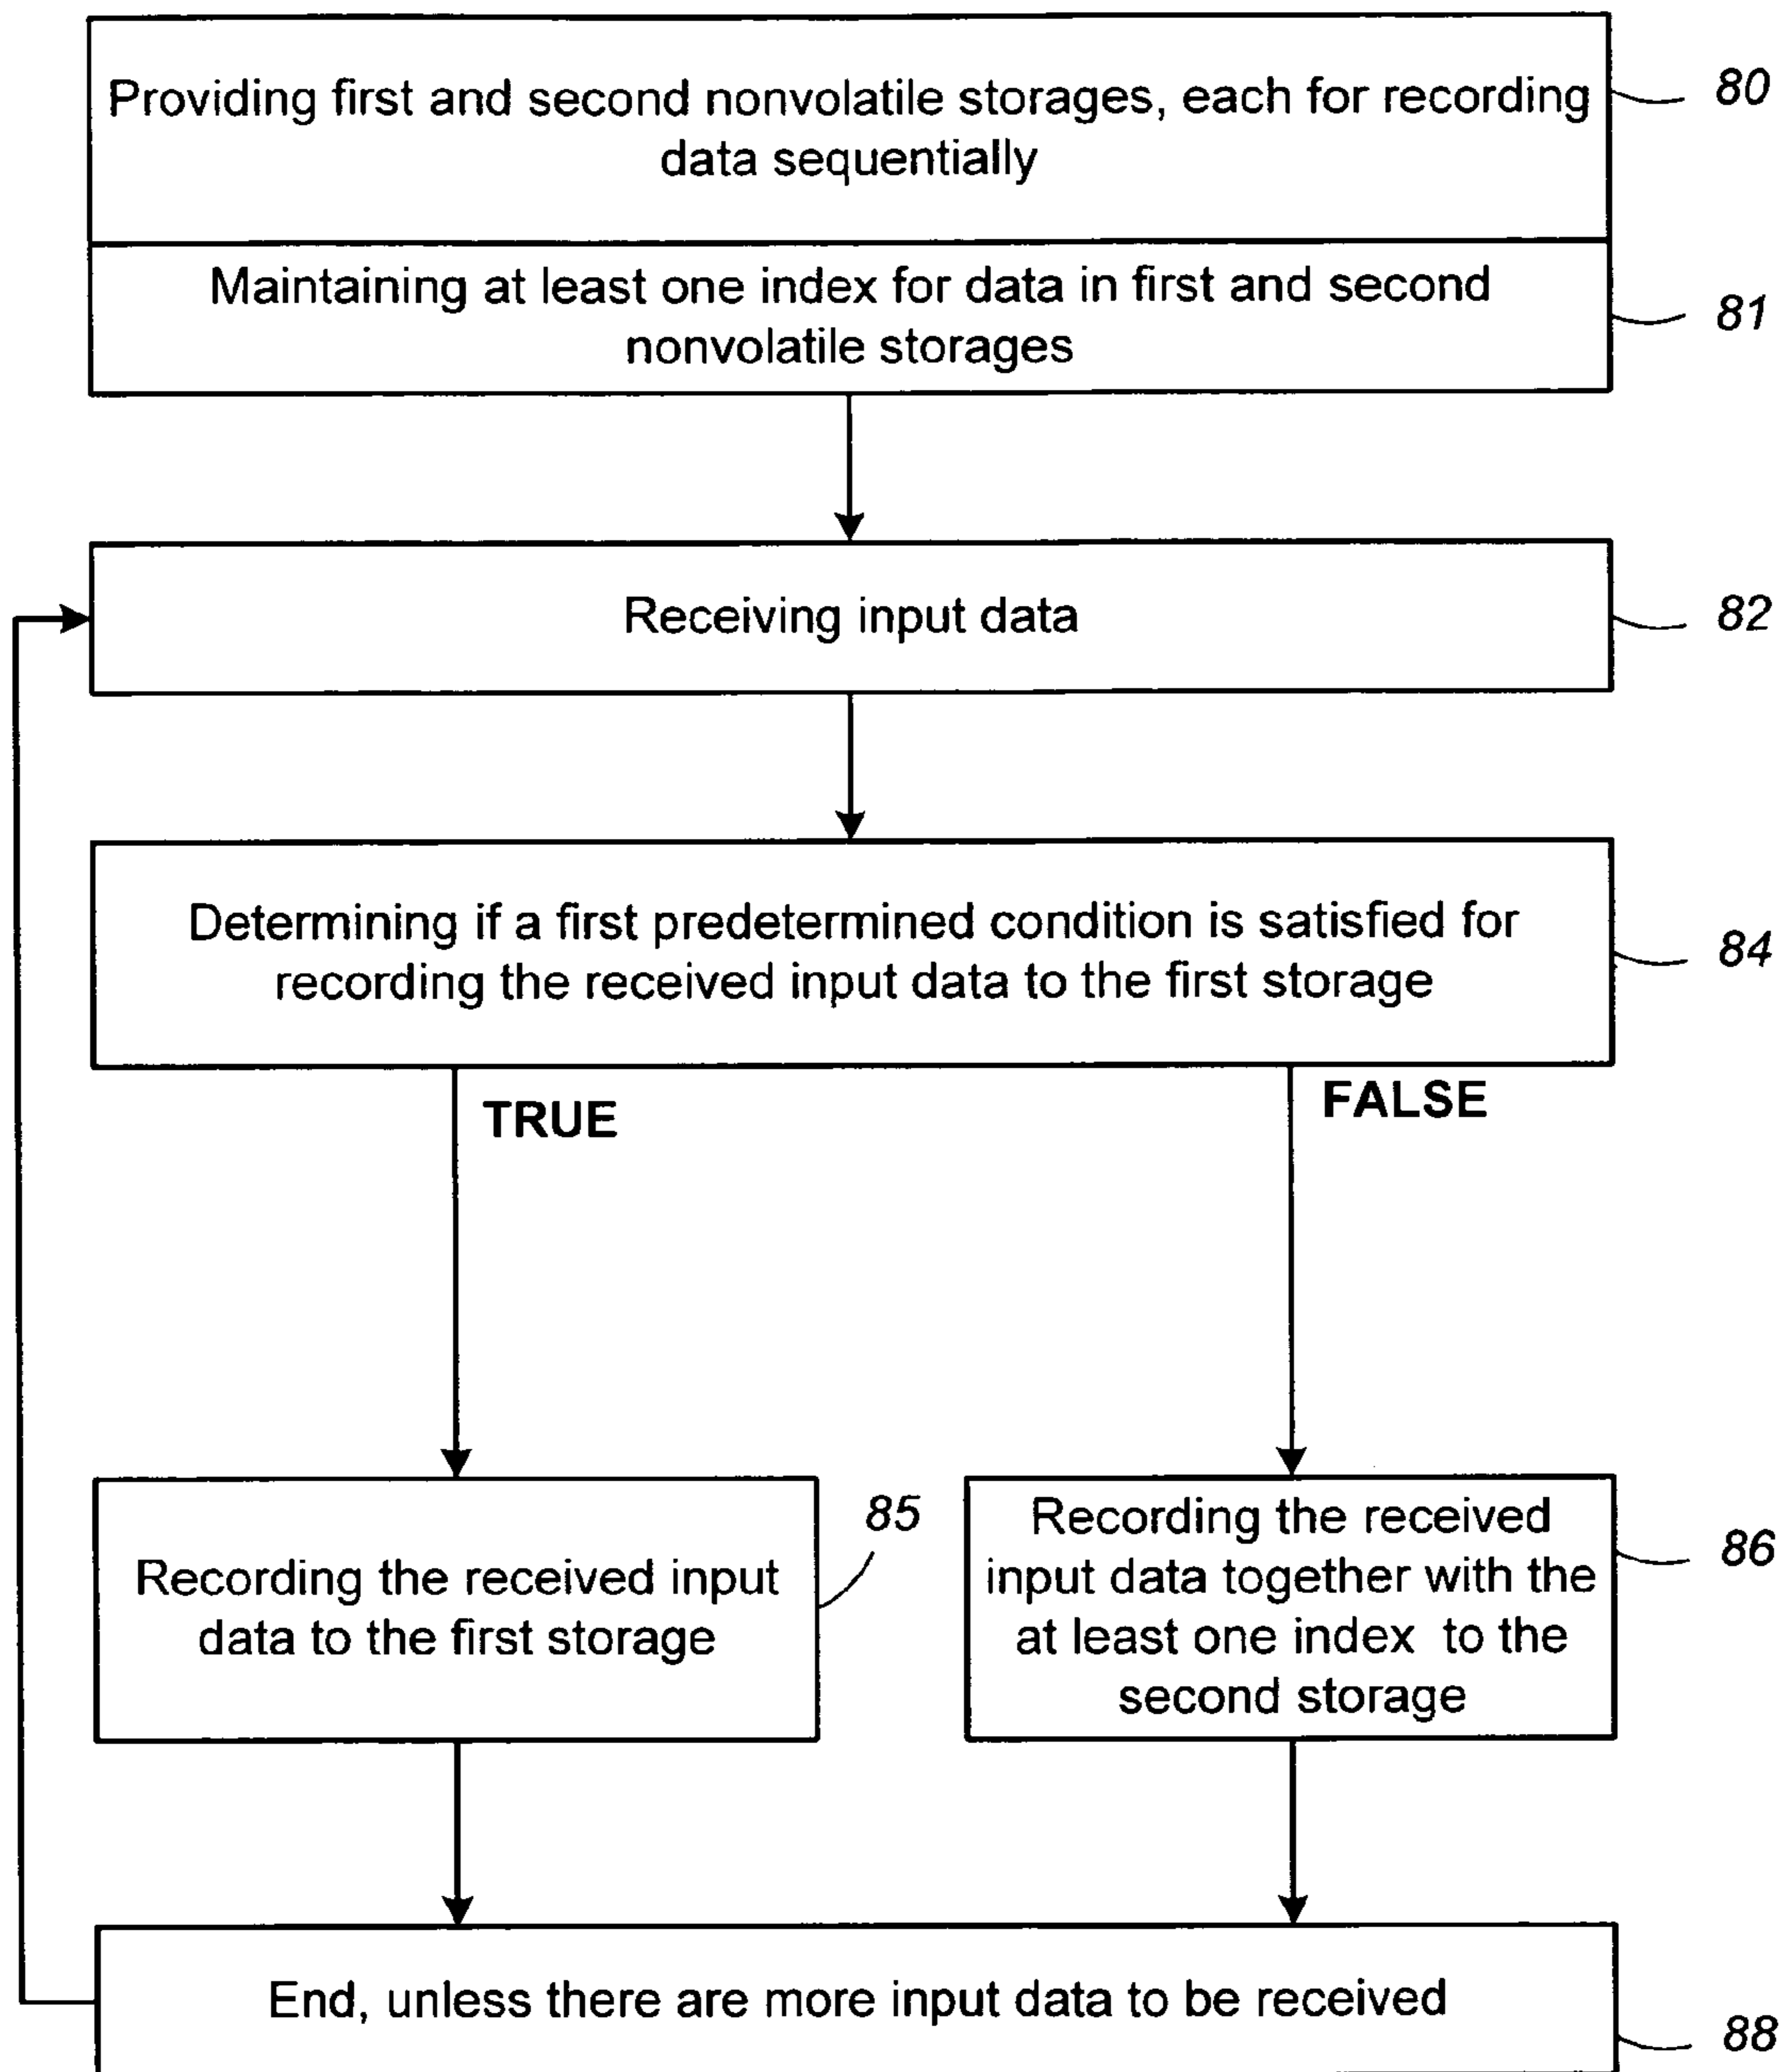 Providing first and second nonvolatile storages, each for recording
data sequentially
80
Maintaining at least one index for data in first and second
nonvolatile storages
81
Receiving input data
82
Determining if a first predetermined condition is satisfied for
recording the received input data to the first storage
84
TRUE
FALSE
Recording the received input
data to the first storage
85
Recording the received
input data together with the
at least one index to the
second storage
86
End, unless there are more input data to be received
88